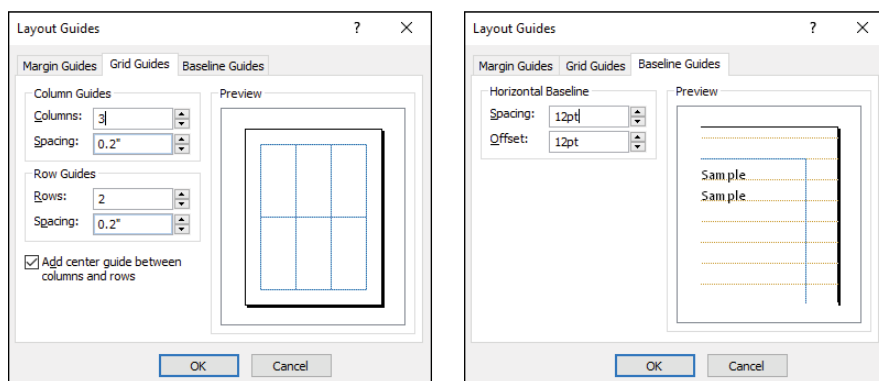 Layout Guides ? ×
Margin Guides Grid Guides Baseline Guides
Column Guides
Columns: 3
Spacing: 0.2"
Row Guides
Rows: 2
Spacing: 0.2"
Add center guide between
columns and rows
Preview
OK Cancel
Layout Guides ? ×
Margin Guides Grid Guides Baseline Guides
Horizontal Baseline
Spacing: 12pt
Offset: 12pt
Preview
Sample
Sample
OK Cancel